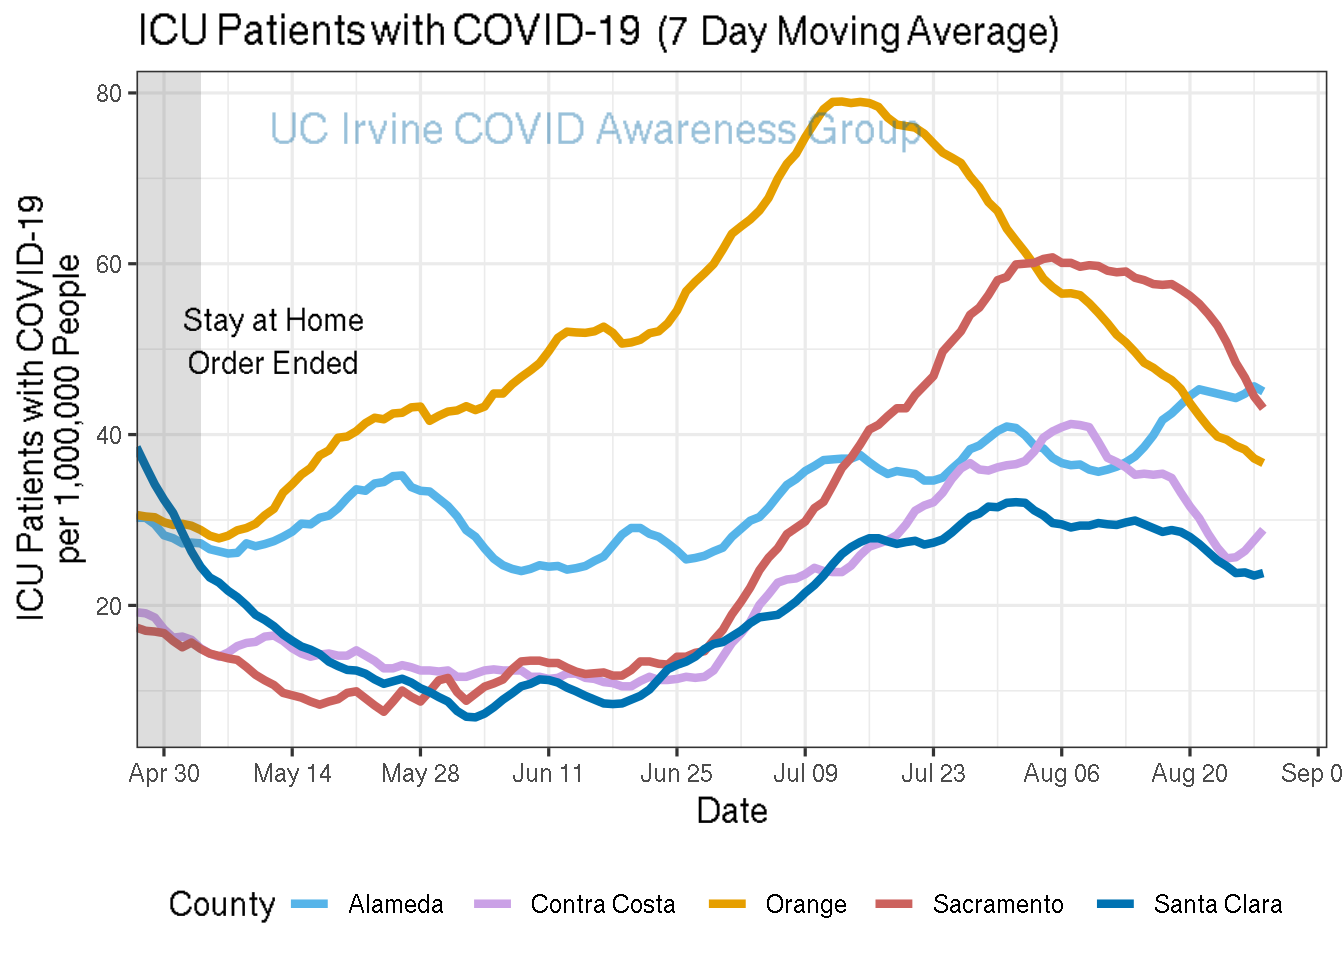 ICU Patients with COVID-19 (7 Day Moving Average)
UC Irvine COVID Awareness Group
ICU Patients with COVID-19
per 1,000,000 People
80
60
40
20
Stay at Home
Order Ended
Apr 30 May 14 May 28 Jun 11 Jun 25 Jul 09 Jul 23 Aug 06 Aug 20 Sep 0
Date
County Alameda Contra Costa Orange Sacramento Santa Clara